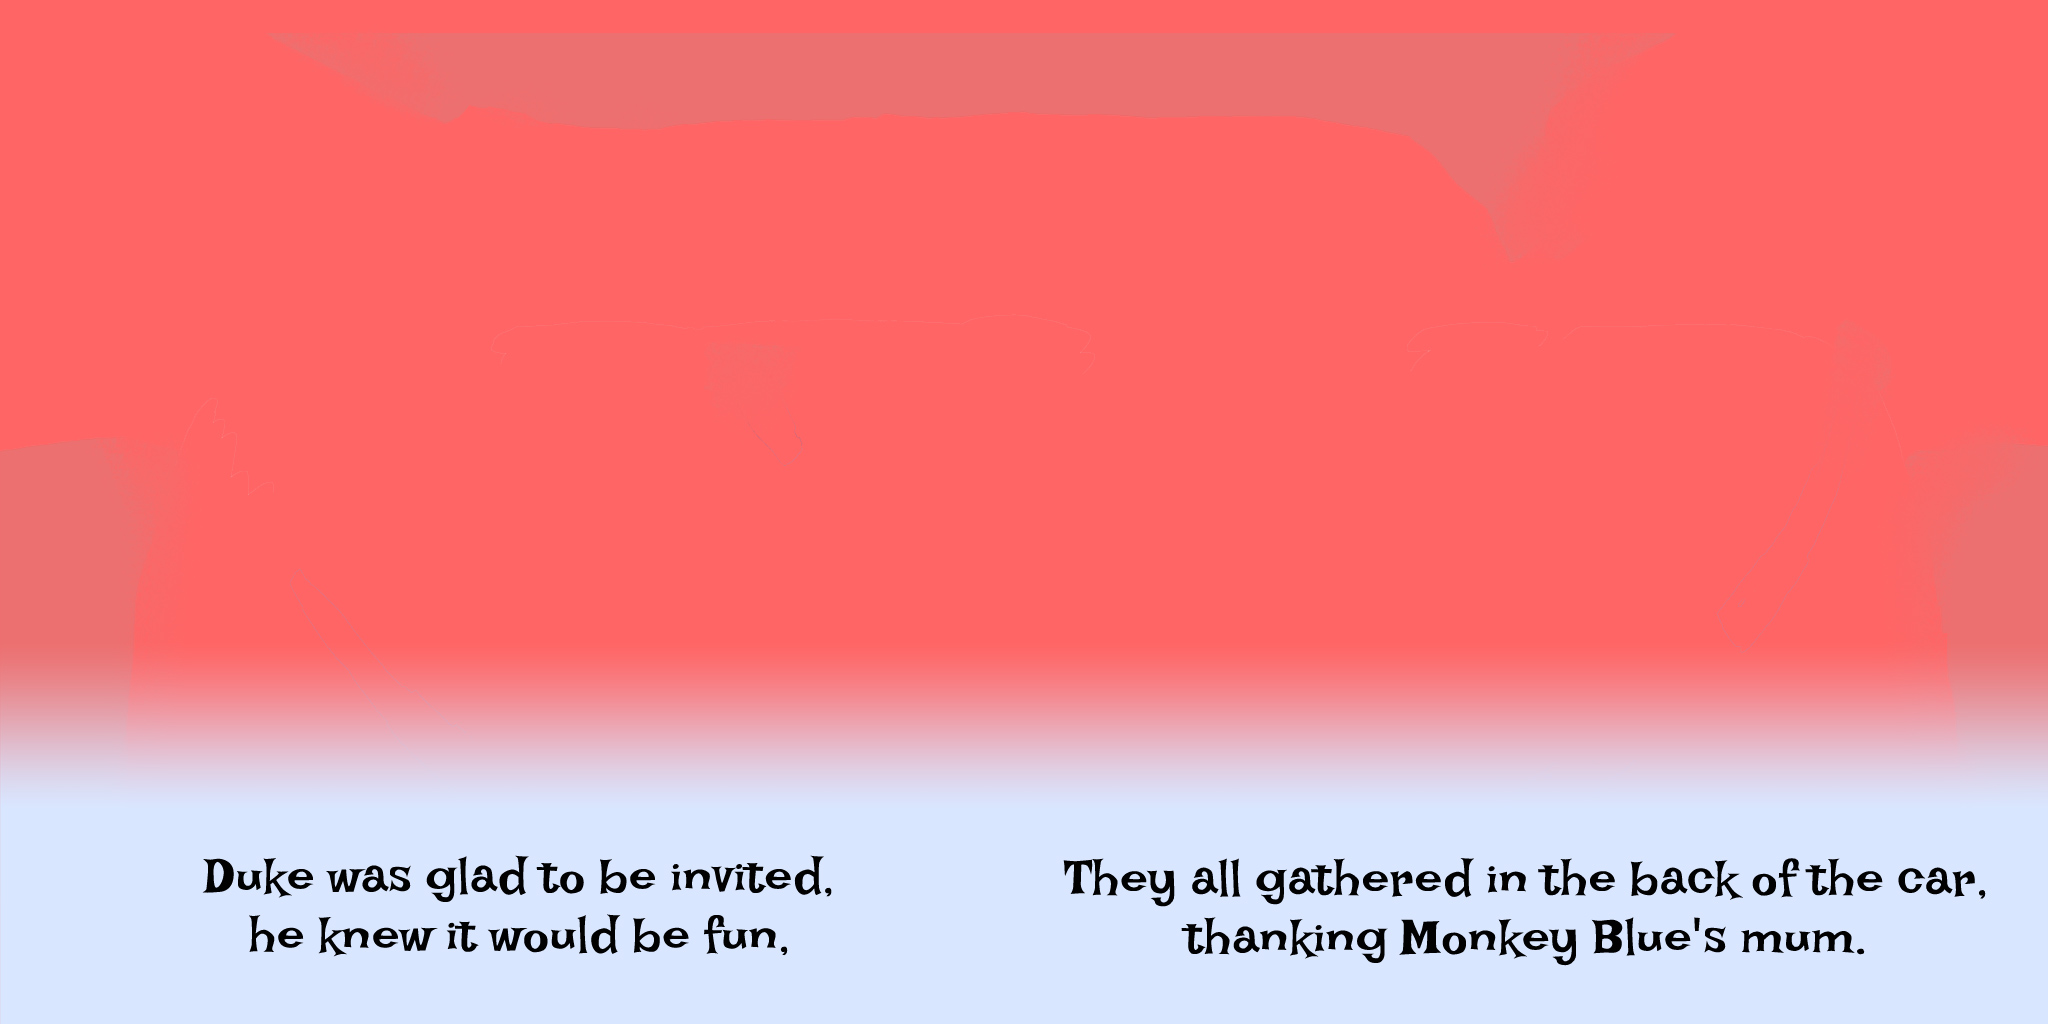 Duke was glad to be invited,
he knew it would be fun,
They all gathered in the back of the car,
thanking Monkey Blue's mum.